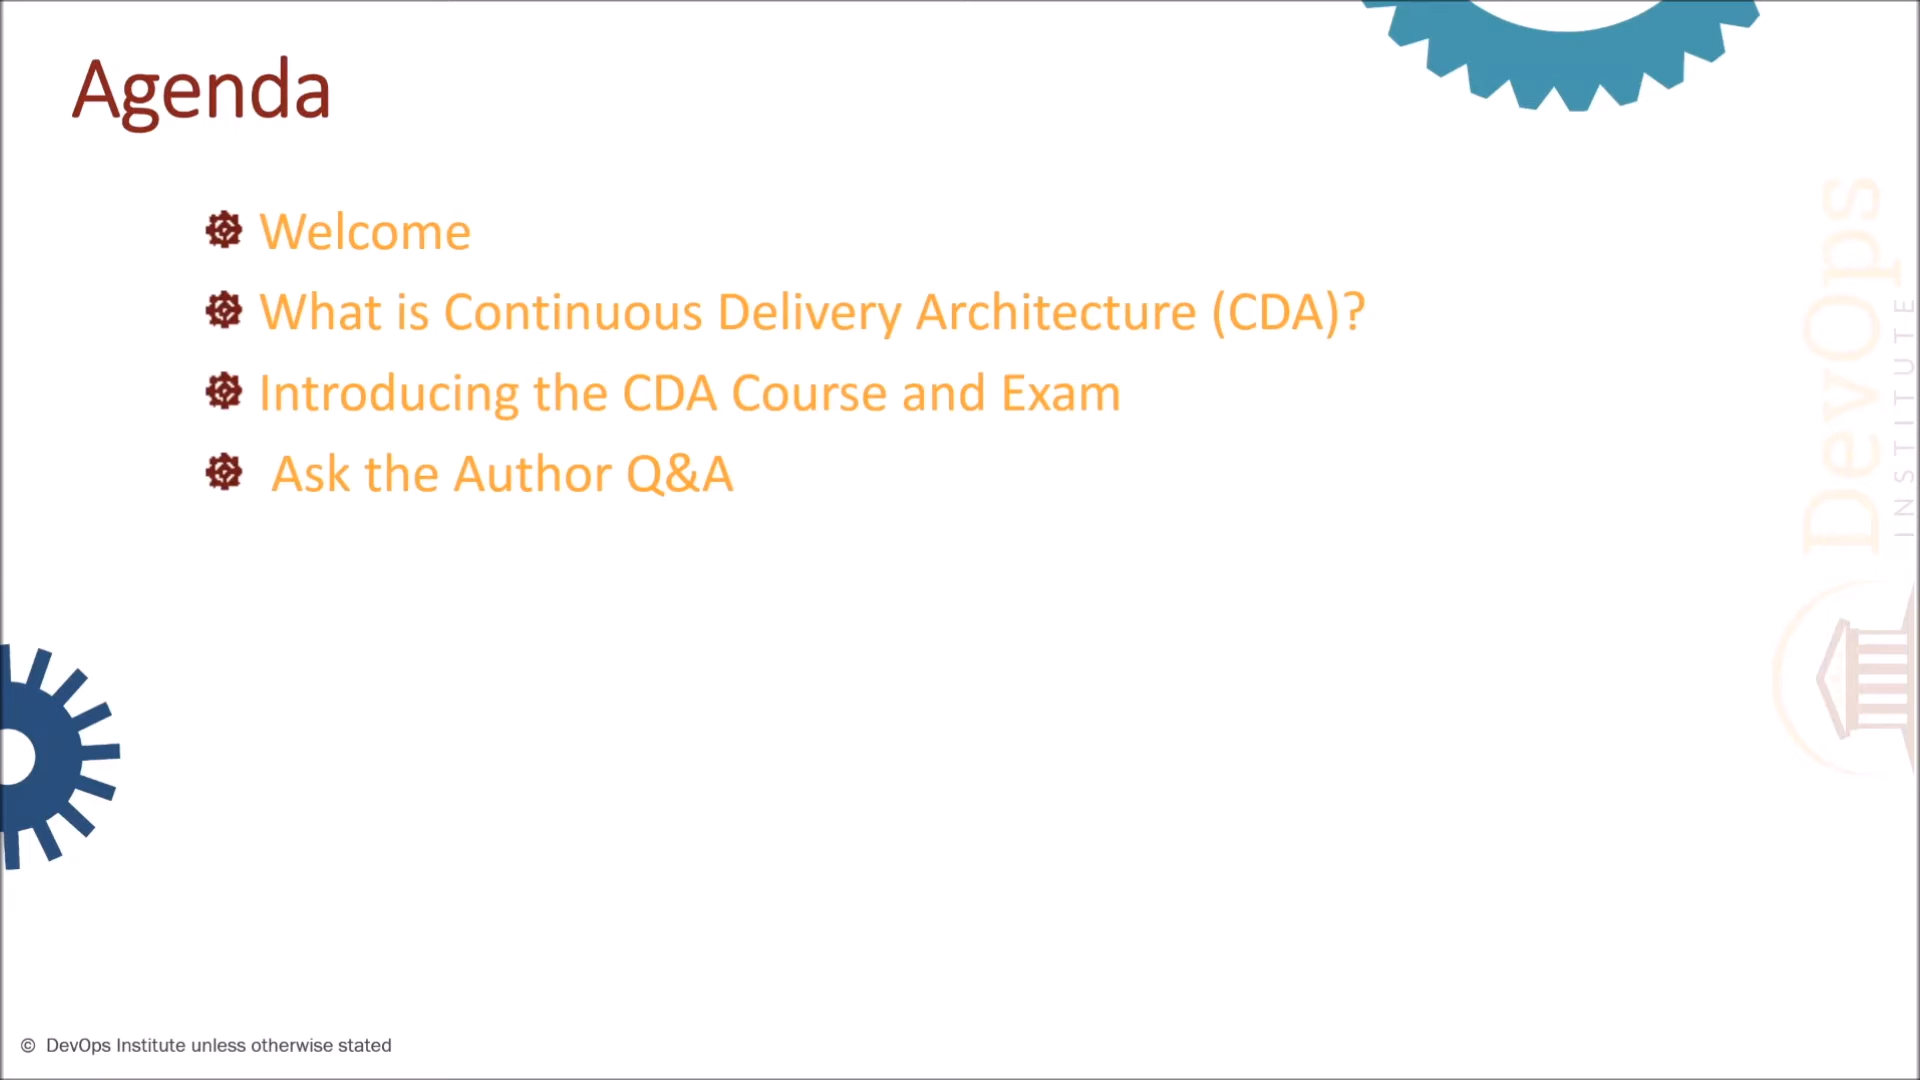 Agenda
Welcome
What is Continuous Delivery Architecture (CDA)?
Introducing the CDA Course and Exam
Ask the Author Q&A
DevOps
INSTITUTE
© DevOps Institute unless otherwise stated